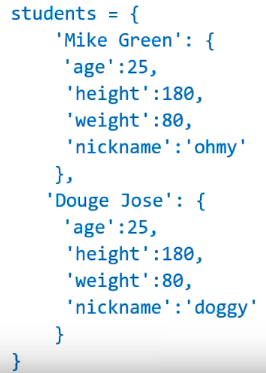 students = {
'Mike Green': {
'age':25,
'height':180,
'weight':80,
'nickname':'ohmy'
},
'Douge Jose': {
'age':25,
'height':180,
'weight':80,
'nickname':'doggy'
}
}